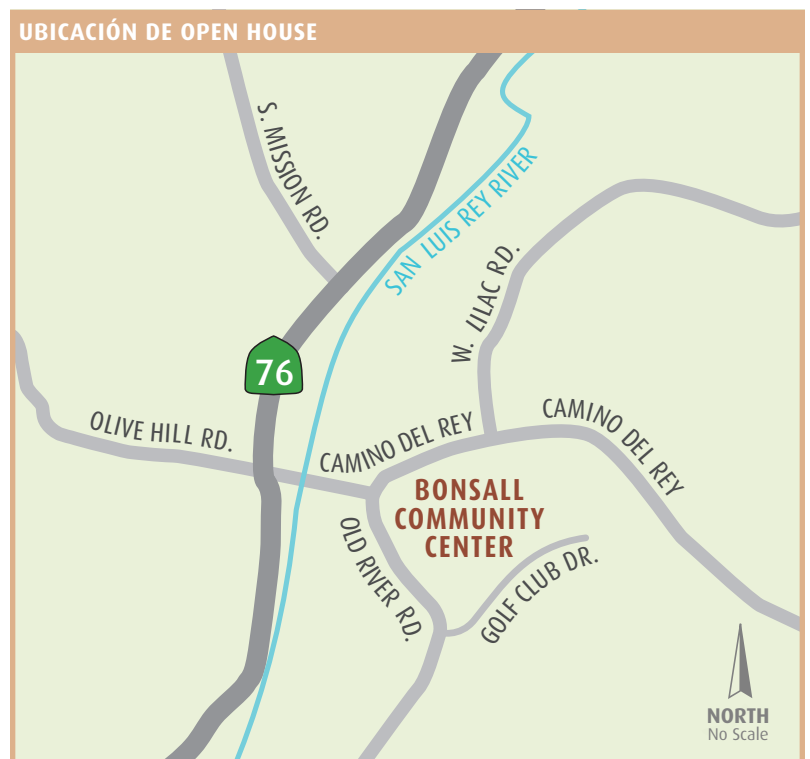 UBICACIÓN DE OPEN HOUSE
S. MISSION RD.
SAN LUIS REY RIVER
W. LILAC RD.
76
OLIVE HILL RD.
CAMINO DEL REY
CAMINO DEL REY
BONSALL
COMMUNITY
CENTER
OLD RIVER RD.
GOLF CLUB DR.
NORTH
No Scale